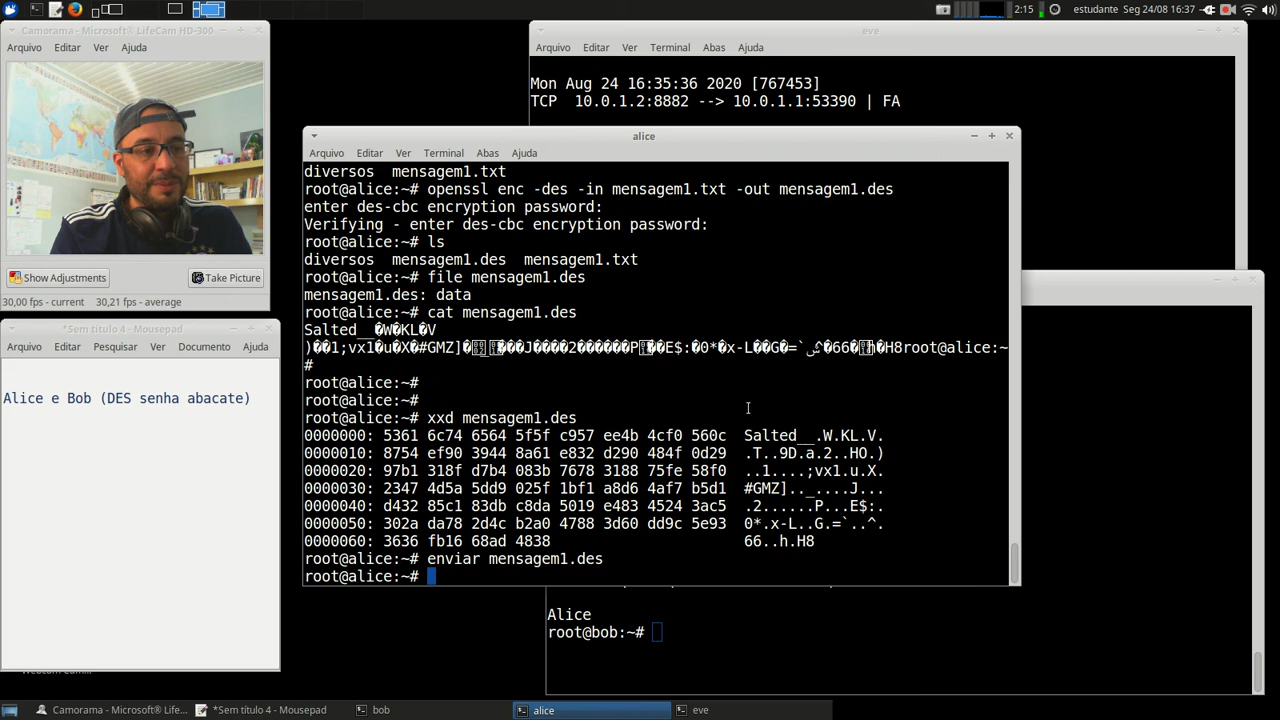 2:15 estudante Seg 24/08 16:37
Camorama - Microsoft® LifeCam HD-300
Arquivo Editar Ver Ajuda
Show Adjustments Take Picture
30,00 fps - current 30,21 fps - average
*Sem título 4 - Mousepad
Arquivo Editar Pesquisar Ver Documento Ajuda
Alice e Bob (DES senha abacate)
eve
Arquivo Editar Ver Terminal Abas Ajuda
Mon Aug 24 16:35:36 2020 [767453]
TCP 10.0.1.2:8882 --> 10.0.1.1:53390 | FA
alice
Arquivo Editar Ver Terminal Abas Ajuda
diversos mensagem1.txt
root@alice:~# openssl enc -des -in mensagem1.txt -out mensagem1.des
enter des-cbc encryption password:
Verifying - enter des-cbc encryption password:
root@alice:~# ls
diversos mensagem1.des mensagem1.txt
root@alice:~# file mensagem1.des
mensagem1.des: data
root@alice:~# cat mensagem1.des
Salted__�W�KL�V
)��1;vx1�u�X�#GMZ]� ���J����2������P ��E$:�0*�x-L��G�=` �66� h�H8root@alice:~
#
root@alice:~#
root@alice:~#
root@alice:~# xxd mensagem1.des
0000000: 5361 6c74 6564 5f5f c957 ee4b 4cf0 560c Salted__.W.KL.V.
0000010: 8754 ef90 3944 8a61 e832 d290 484f 0d29 .T..9D.a.2..HO.)
0000020: 97b1 318f d7b4 083b 7678 3188 75fe 58f0 ..1....;vx1.u.X.
0000030: 2347 4d5a 5dd9 025f 1bf1 a8d6 4af7 b5d1 #GMZ].._....J...
0000040: d432 85c1 83db c8da 5019 e483 4524 3ac5 .2......P...E$:.
0000050: 302a da78 2d4c b2a0 4788 3d60 dd9c 5e93 0*.x-L..G.=`..^.
0000060: 3636 fb16 68ad 4838 66..h.H8
root@alice:~# enviar mensagem1.des
root@alice:~#
Alice
root@bob:~#
Camorama - Microsoft® Life... *Sem título 4 - Mousepad bob alice eve